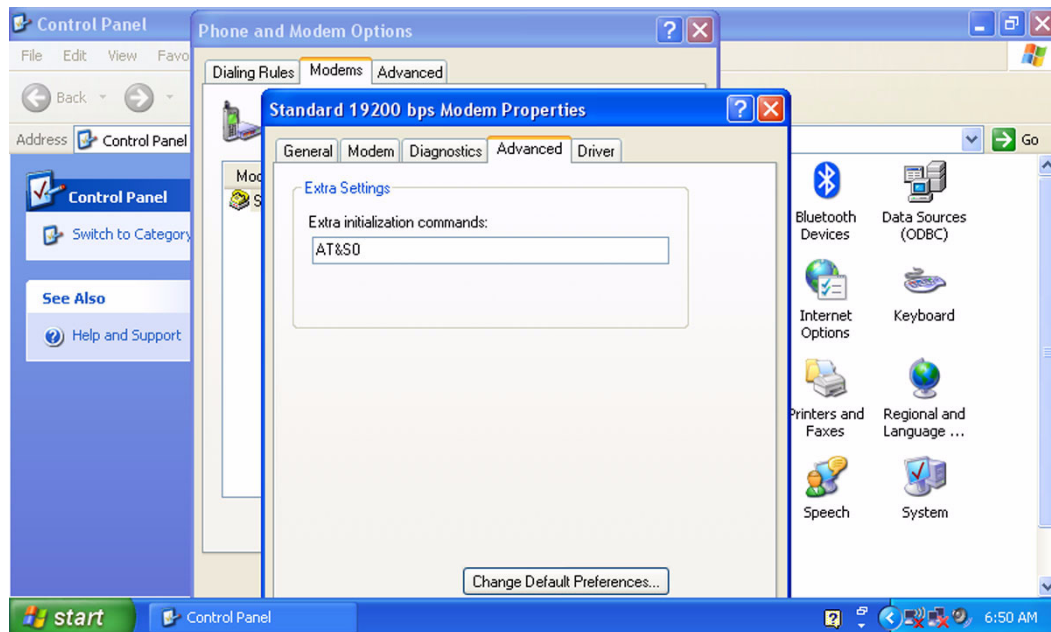 Control Panel
File Edit View Favo
Back
Address Control Panel
Go
Control Panel
Switch to Category
See Also
Help and Support
Phone and Modem Options
Dialing Rules Modems Advanced
Mod
S
Standard 19200 bps Modem Properties
General Modem Diagnostics Advanced Driver
Extra Settings
Extra initialization commands:
AT&S0
Change Default Preferences...
Bluetooth
Devices
Data Sources
(ODBC)
Internet
Options
Keyboard
Printers and
Faxes
Regional and
Language ...
Speech
System
start
Control Panel
6:50 AM